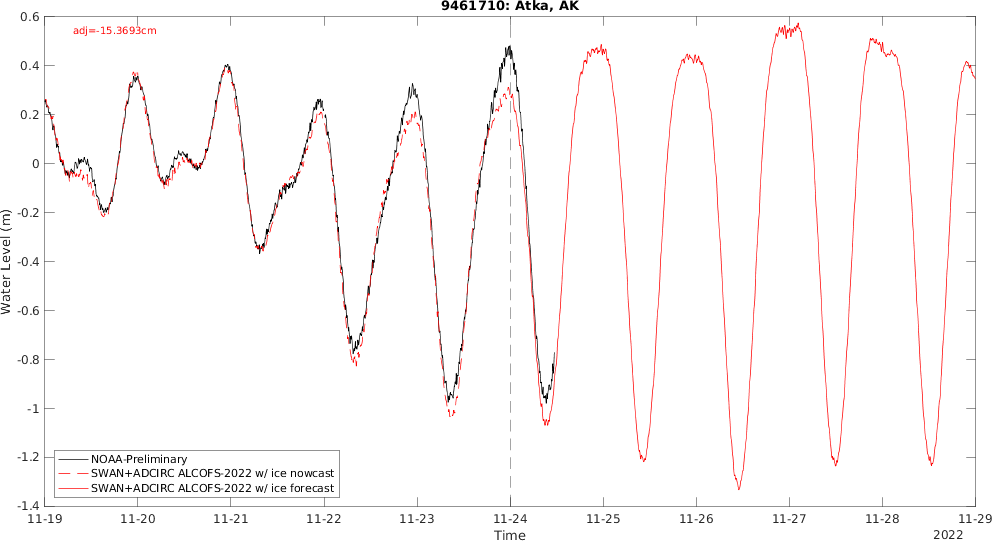 9461710: Atka, AK
adj=-15.3693cm
0.6
0.4
0.2
0
-0.2
-0.4
-0.6
-0.8
-1
-1.2
-1.4
Water Level (m)
NOAA-Preliminary
SWAN+ADCIRC ALCOFS-2022 w/ ice nowcast
SWAN+ADCIRC ALCOFS-2022 w/ ice forecast
11-19 11-20 11-21 11-22 11-23 11-24 11-25 11-26 11-27 11-28 11-29
Time
2022